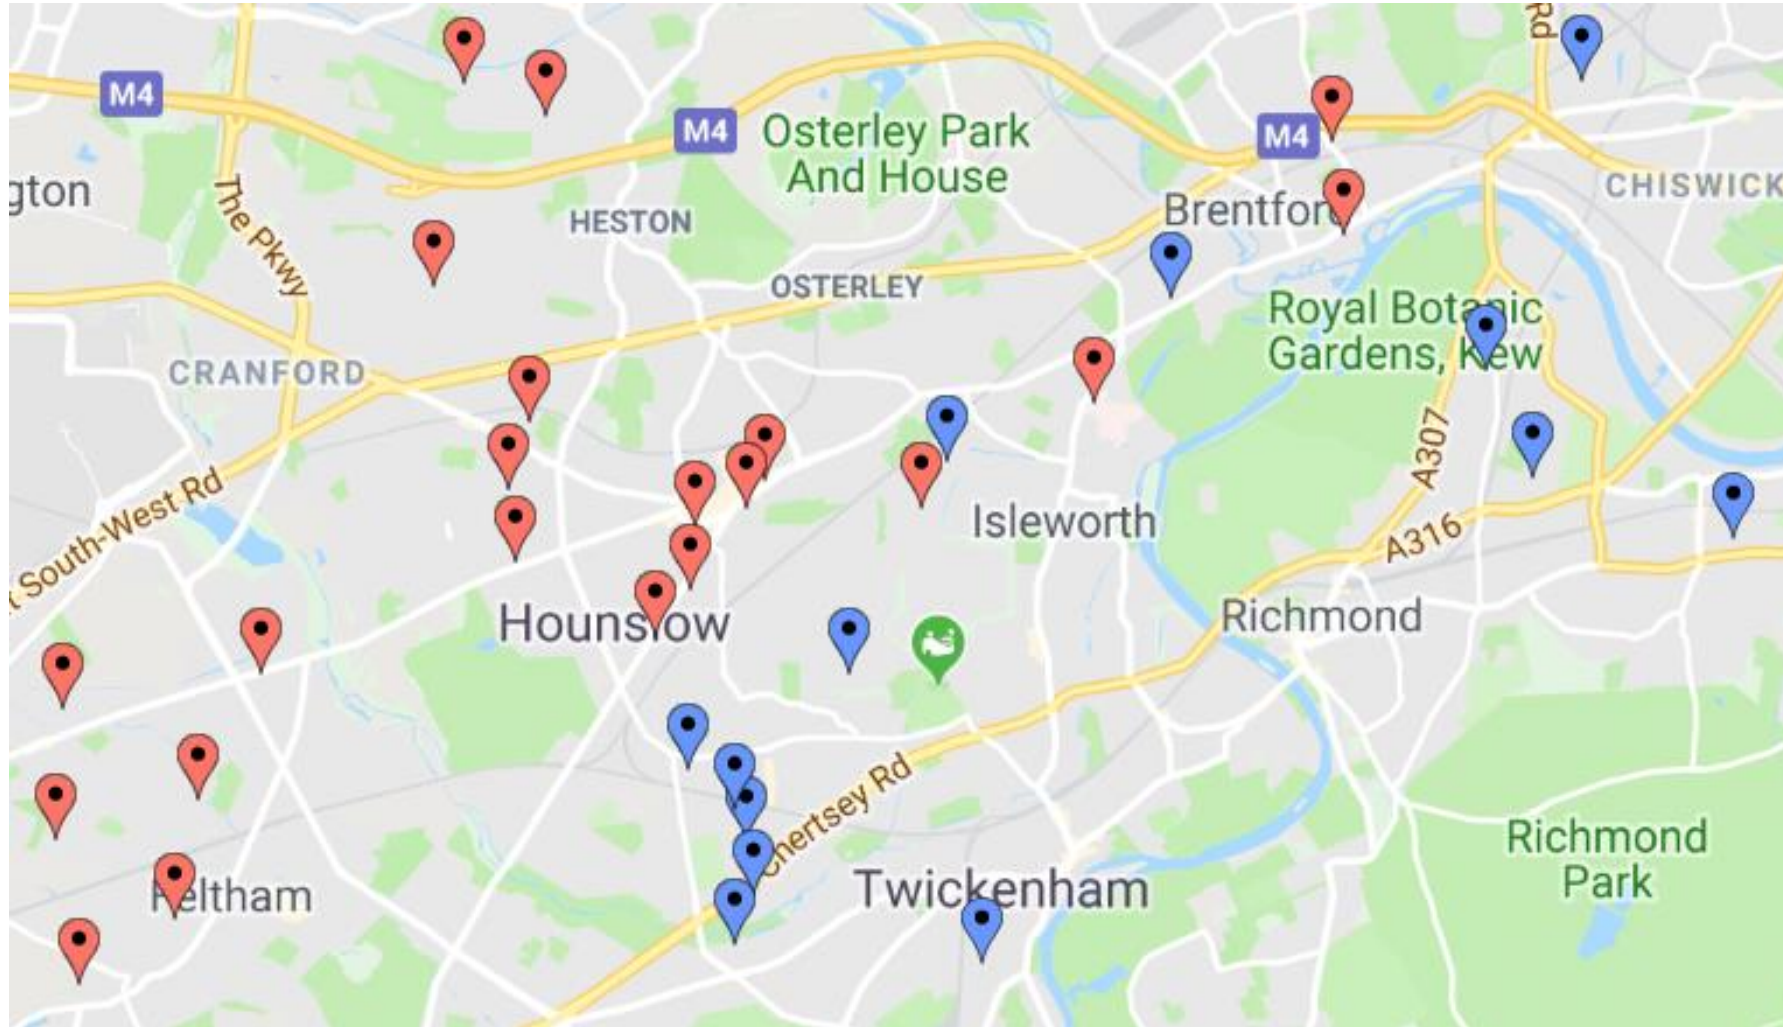 Rd
M4
M4
M4
Osterley Park
And House
gton
The Pkwy
HESTON
Brentford
CHISWICK
OSTERLEY
Royal Botanic
Gardens, Kew
CRANFORD
A307
t South-West Rd
Isleworth
A316
Hounslow
Richmond
Chertsey Rd
Richmond
Park
Feltham
Twickenham